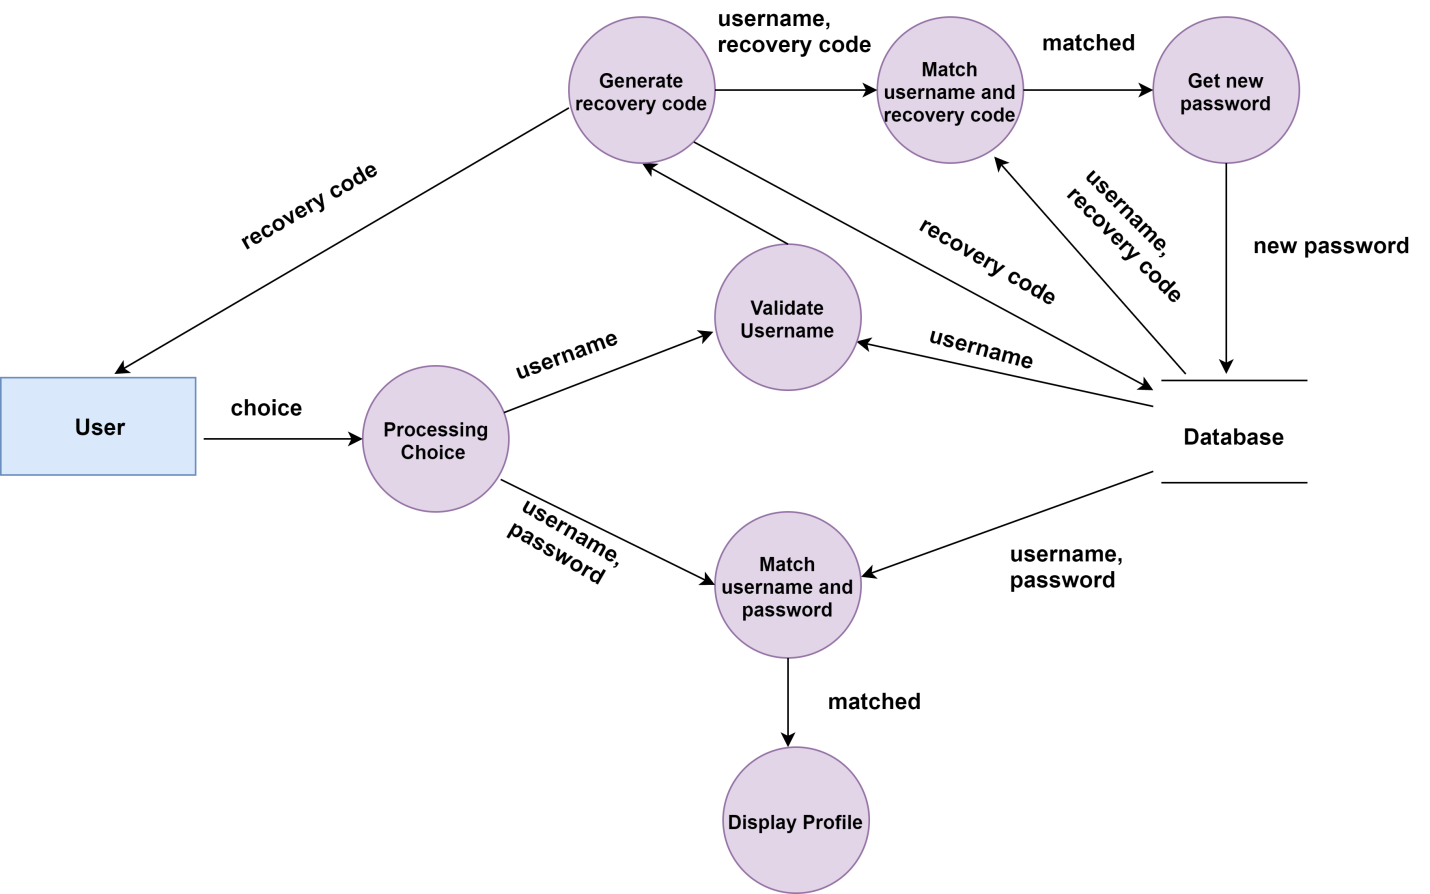 username,
recovery code
matched
Generate
recovery code
Match
username and
recovery code
Get new
password
recovery code
username,
recovery code
recovery code
new password
Validate
Username
username
username
User
choice
Processing
Choice
Database
username,
password
Match
username and
password
username,
password
matched
Display Profile